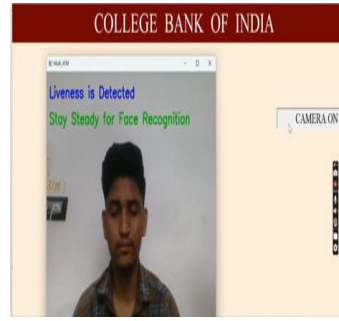 COLLEGE BANK OF INDIA
Liveness is Detected
Stay Steady for Face Recognition
CAMERA ON